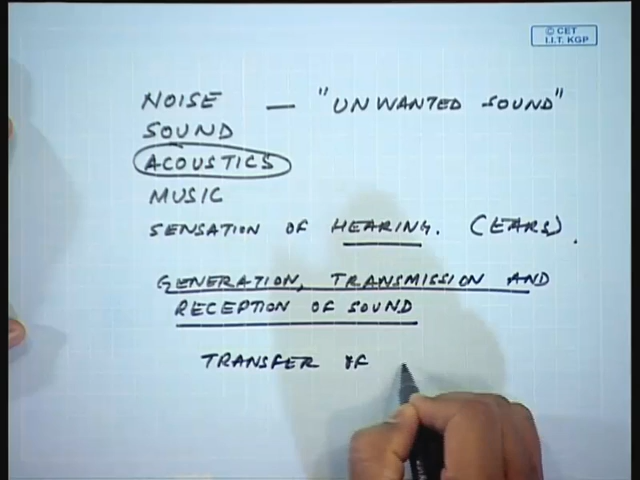 © CET
I.I.T. KGP
NOISE — "UNWANTED SOUND"
SOUND
ACOUSTICS
MUSIC
SENSATION OF HEARING. (EARS).
GENERATION, TRANSMISSION AND
RECEPTION OF SOUND
TRANSFER OF